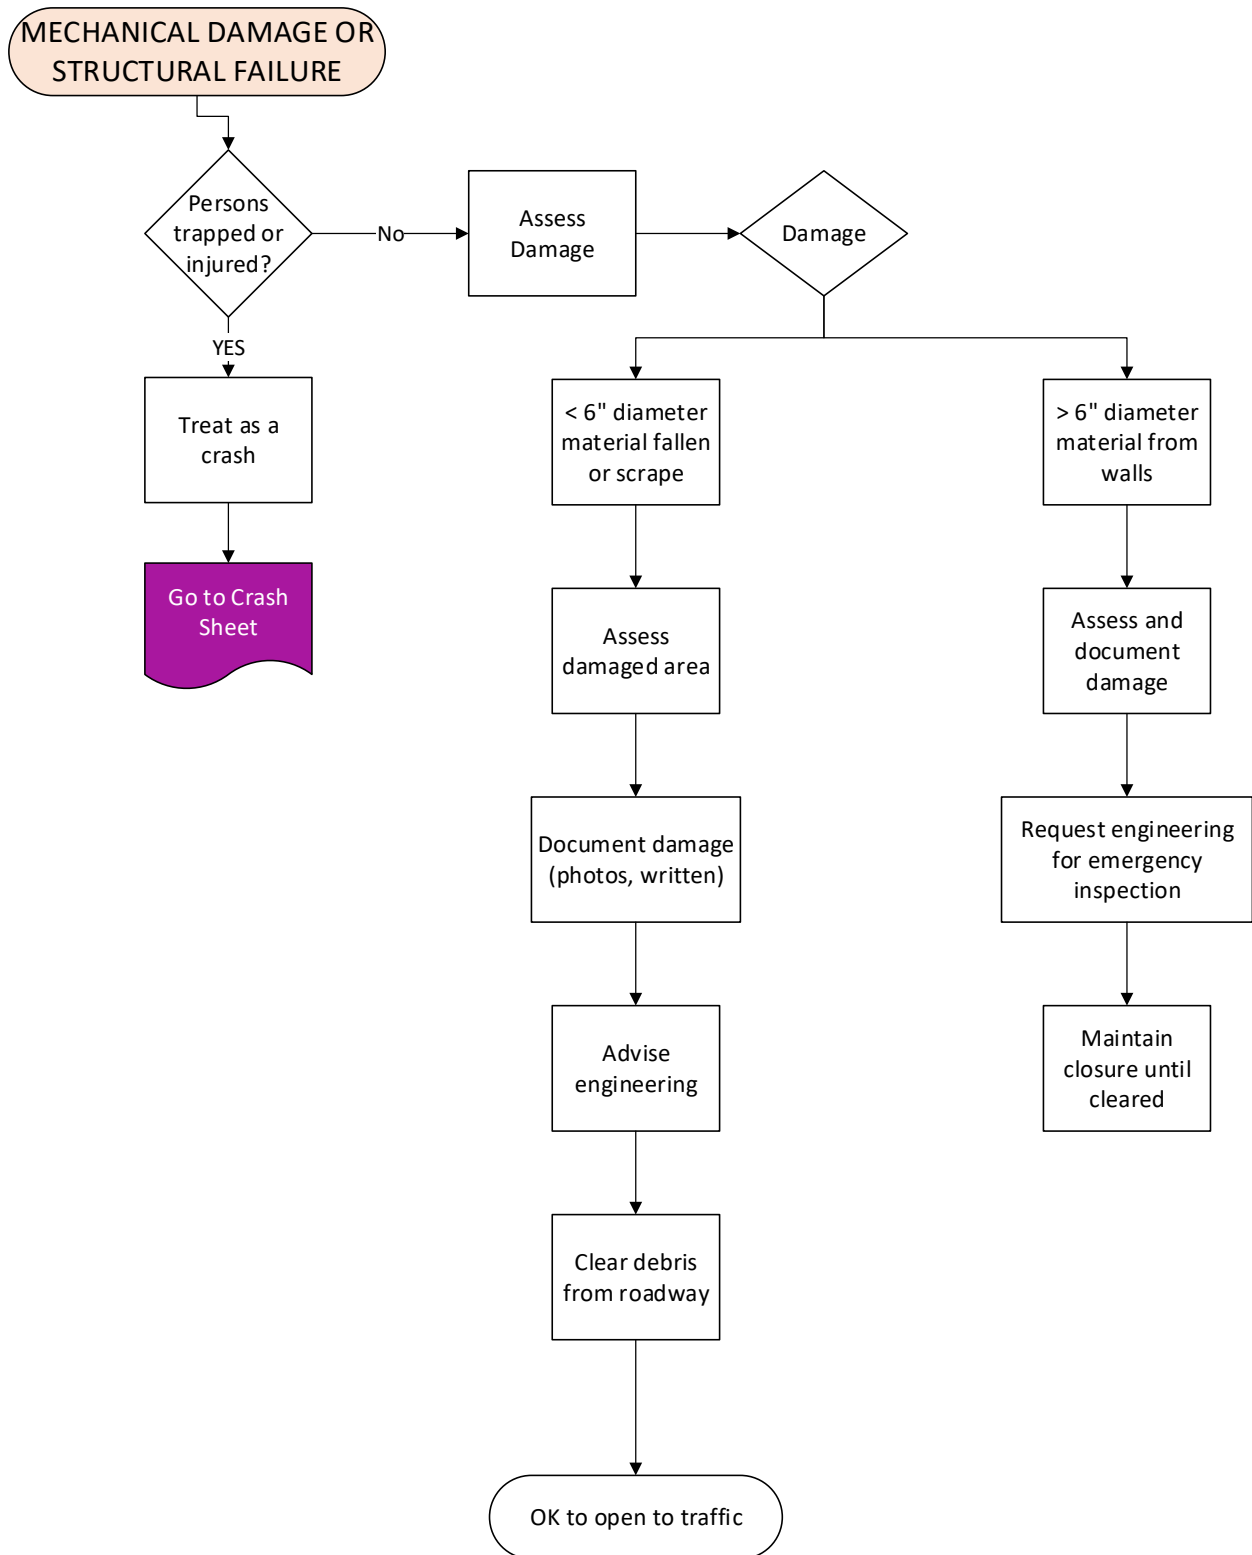 MECHANICAL DAMAGE OR
STRUCTURAL FAILURE
Persons
trapped or
injured?
No
Assess
Damage
Damage
YES
Treat as a
crash
Go to Crash
Sheet
< 6" diameter
material fallen
or scrape
Assess
damaged area
Document damage
(photos, written)
Advise
engineering
Clear debris
from roadway
OK to open to traffic
> 6" diameter
material from
walls
Assess and
document
damage
Request engineering
for emergency
inspection
Maintain
closure until
cleared